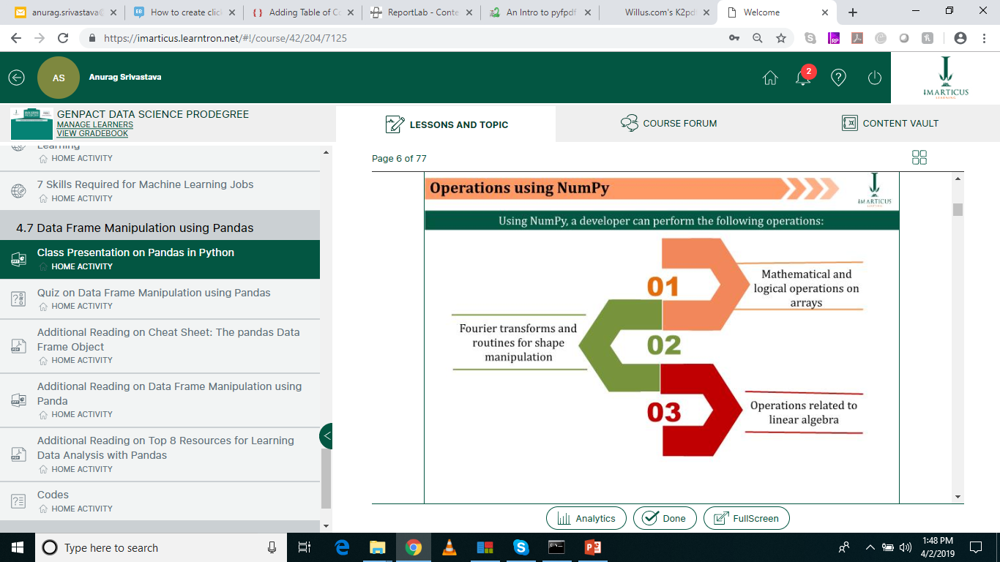 anurag.srivastava@
How to create clic
Adding Table of Co
ReportLab - Conte
An Intro to pyfpdf
Willus.com's K2pd
Welcome
https://imarticus.learntron.net/#!/course/42/204/7125
AS
Anurag Srivastava
2
IMARTICUS
LEARNING
GENPACT DATA SCIENCE PRODEGREE
MANAGE LEARNERS
VIEW GRADEBOOK
LESSONS AND TOPIC
COURSE FORUM
CONTENT VAULT
Learning
HOME ACTIVITY
7 Skills Required for Machine Learning Jobs
HOME ACTIVITY
4.7 Data Frame Manipulation using Pandas
Class Presentation on Pandas in Python
HOME ACTIVITY
Quiz on Data Frame Manipulation using Pandas
HOME ACTIVITY
Additional Reading on Cheat Sheet: The pandas Data
Frame Object
HOME ACTIVITY
Additional Reading on Data Frame Manipulation using
Panda
HOME ACTIVITY
Additional Reading on Top 8 Resources for Learning
Data Analysis with Pandas
HOME ACTIVITY
Codes
HOME ACTIVITY
Page 6 of 77
Operations using NumPy
IMARTICUS
Using NumPy, a developer can perform the following operations:
01
Mathematical and
logical operations on
arrays
Fourier transforms and
routines for shape
manipulation
02
03
Operations related to
linear algebra
Analytics
Done
FullScreen
Type here to search
1:48 PM
4/2/2019